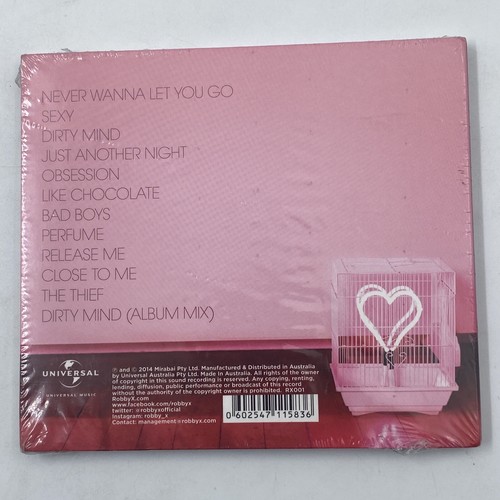 NEVER WANNA LET YOU GO
SEXY
DIRTY MIND
JUST ANOTHER NIGHT
OBSESSION
LIKE CHOCOLATE
BAD BOYS
PERFUME
RELEASE ME
CLOSE TO ME
THE THIEF
DIRTY MIND (ALBUM MIX)
UNIVERSAL
UNIVERSAL MUSIC
℗ and © 2014 Mirabai Pty Ltd. Manufactured & Distributed in Australia
by Universal Australia Pty Ltd. Made in Australia. All rights of the Owner
of copyright in this sound recording is reserved. Any copying, renting,
lending, diffusion, public performance or broadcast of this record
without the authority of the copyright owner is prohibited. RX001
RobbyX.com
www.facebook.com/robbyx
twitter: @robbyxofficial
Instagram: robby_x
Contact: management@robbyx.com
0 602547 115836